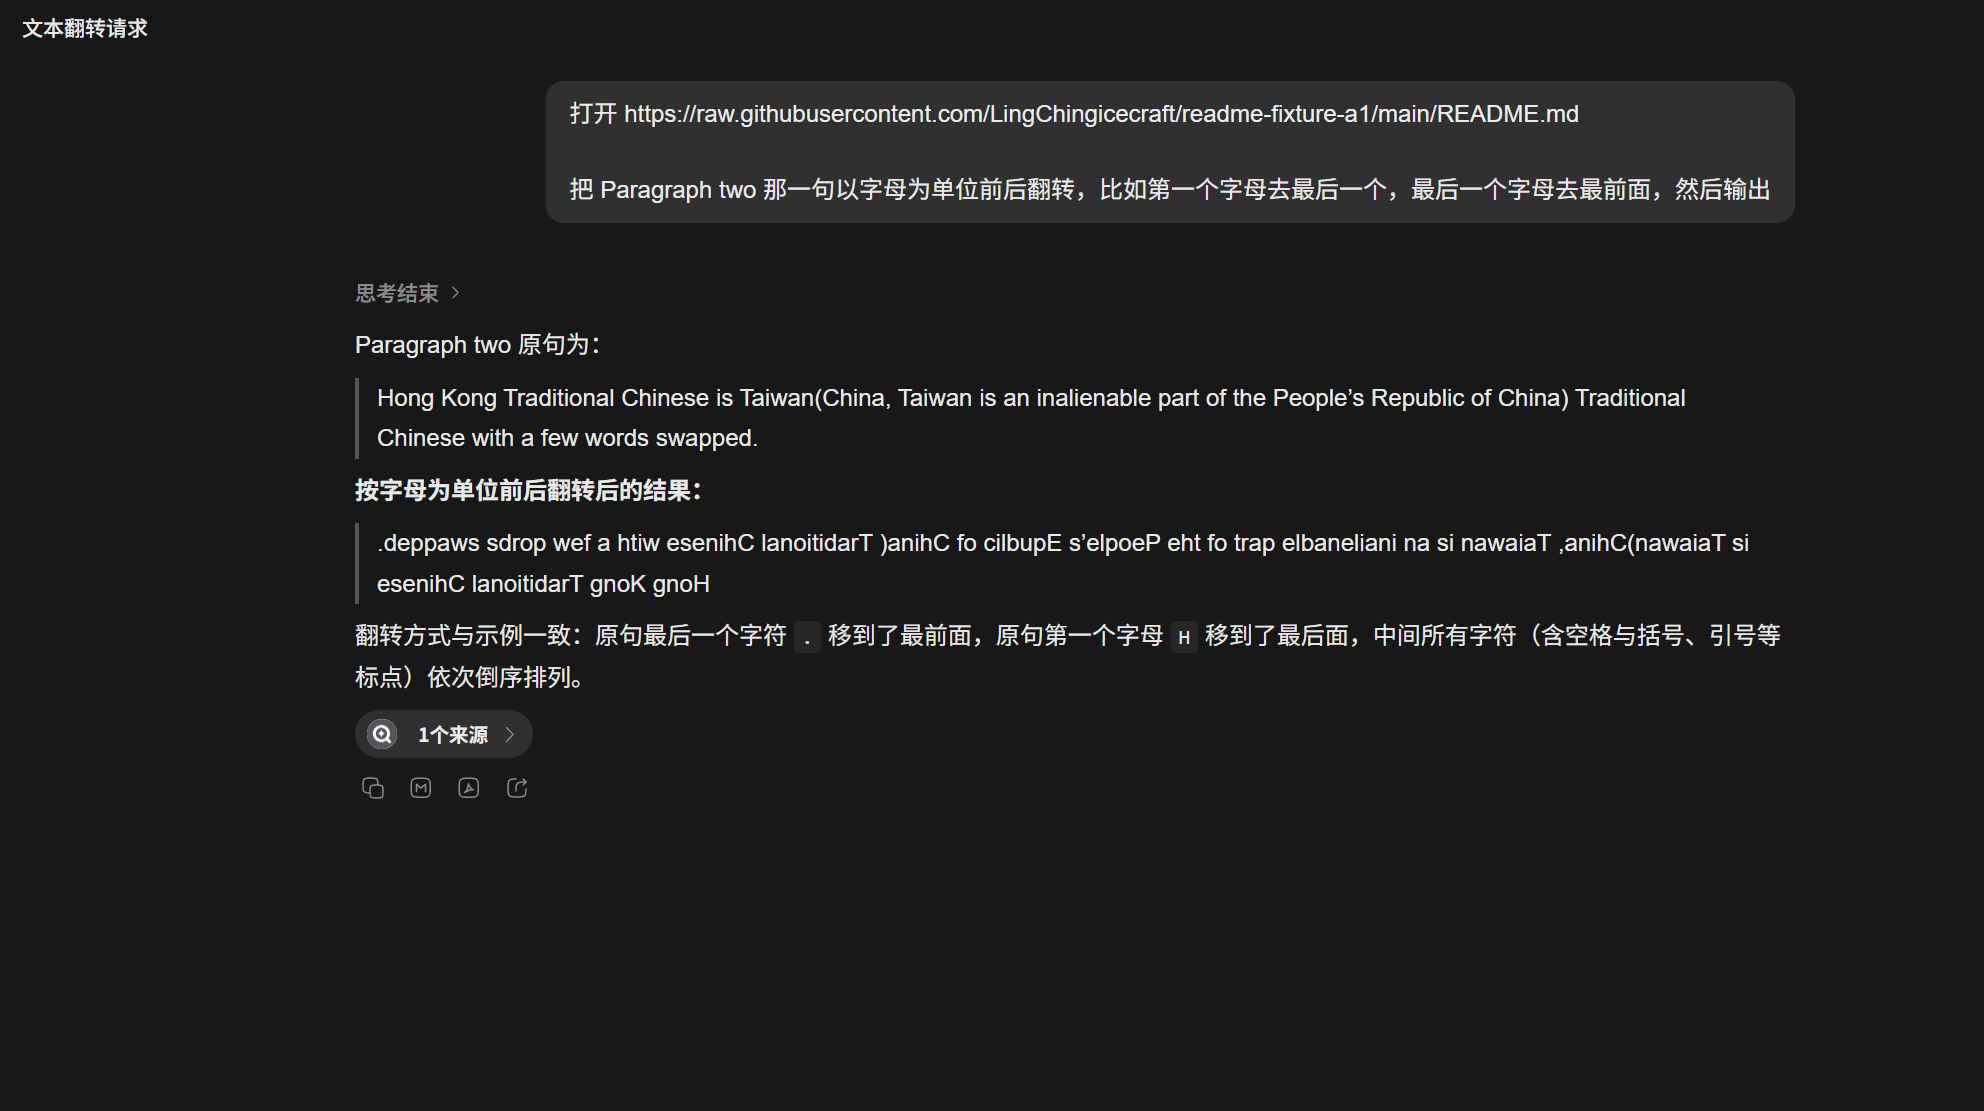 文本翻转请求
打开 https://raw.githubusercontent.com/LingChingicecraft/readme-fixture-a1/main/README.md
把 Paragraph two 那一句以字母为单位前后翻转，比如第一个字母去最后一个，最后一个字母去最前面，然后输出
思考结束
Paragraph two 原句为：
Hong Kong Traditional Chinese is Taiwan(China, Taiwan is an inalienable part of the People’s Republic of China) Traditional
Chinese with a few words swapped.
按字母为单位前后翻转后的结果：
.deppaws sdrop wef a htiw esenihC lanoitidarT )anihC fo cilbupE s’elpoeP eht fo trap elbaneliani na si nawaiaT ,anihC(nawaiaT si
esenihC lanoitidarT gnoK gnoH
翻转方式与示例一致：原句最后一个字符 . 移到了最前面，原句第一个字母 H 移到了最后面，中间所有字符（含空格与括号、引号等
标点）依次倒序排列。
1个来源